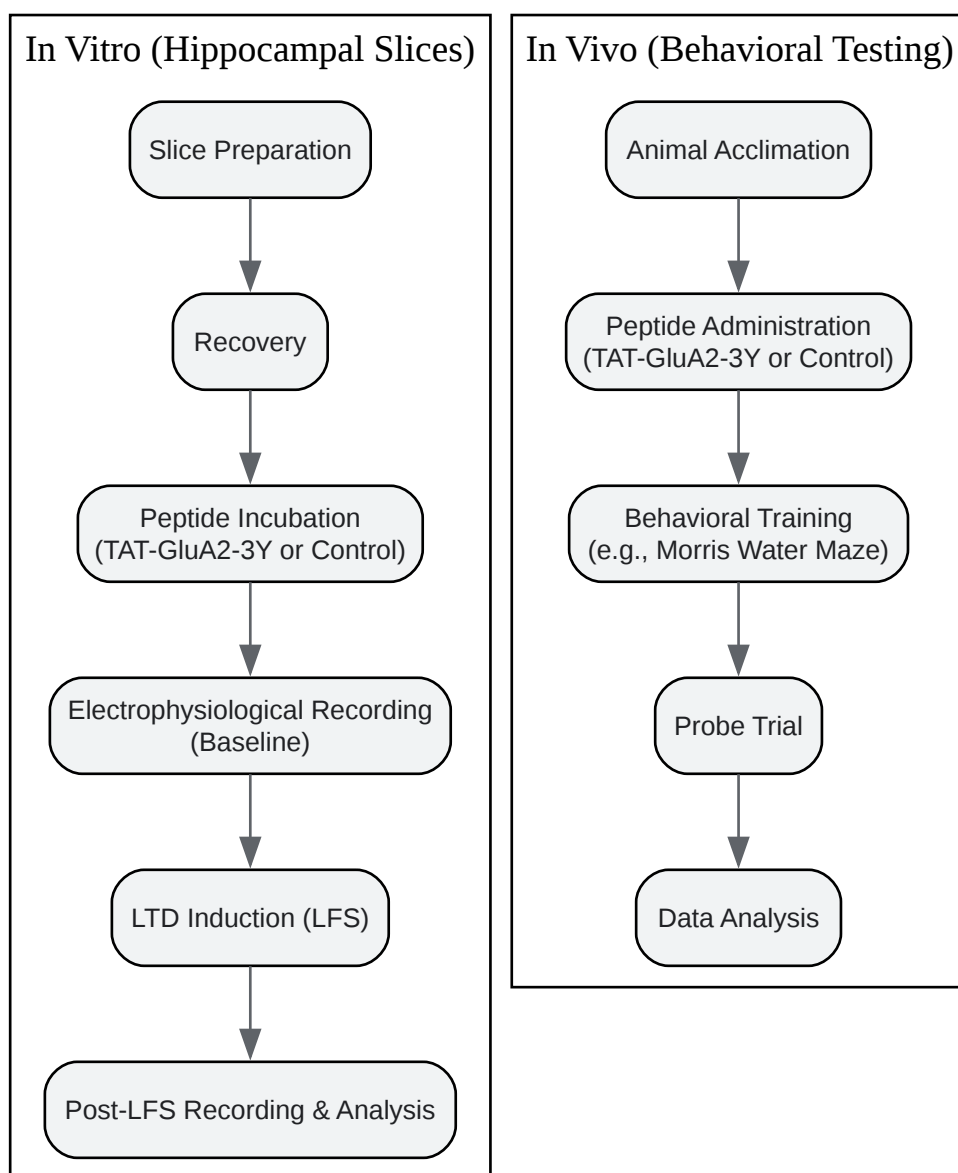 In Vitro (Hippocampal Slices)
Slice Preparation
Recovery
Peptide Incubation
(TAT-GluA2-3Y or Control)
Electrophysiological Recording
(Baseline)
LTD Induction (LFS)
Post-LFS Recording & Analysis
In Vivo (Behavioral Testing)
Animal Acclimation
Peptide Administration
(TAT-GluA2-3Y or Control)
Behavioral Training
(e.g., Morris Water Maze)
Probe Trial
Data Analysis